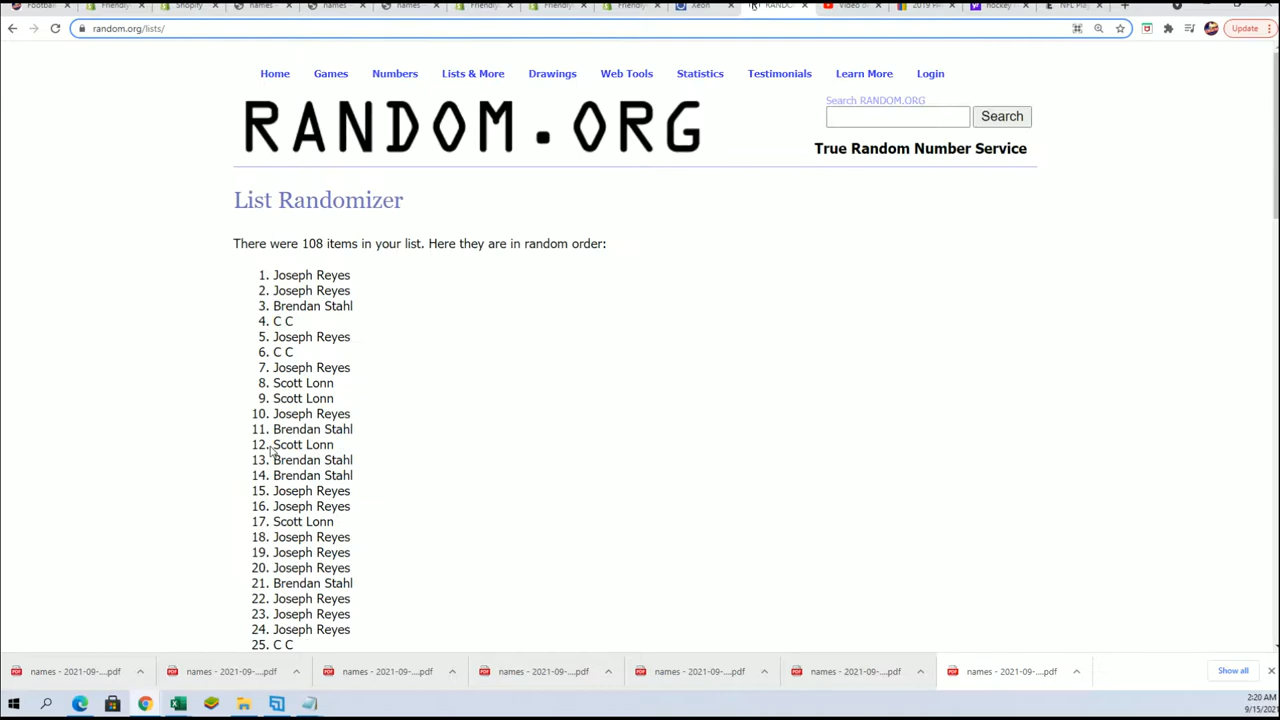 Football
Friendly
Shopify
names -
names
names -
Friendly
Friendly
Friendly
Xeon
RANDO
Video o
2019 PA
hockey
NFL Pla
random.org/lists/
Update
Home Games Numbers Lists & More Drawings Web Tools Statistics Testimonials Learn More Login
RANDOM.ORG
Search RANDOM.ORG
Search
True Random Number Service
List Randomizer
There were 108 items in your list. Here they are in random order:
1. Joseph Reyes
2. Joseph Reyes
3. Brendan Stahl
4. C C
5. Joseph Reyes
6. C C
7. Joseph Reyes
8. Scott Lonn
9. Scott Lonn
10. Joseph Reyes
11. Brendan Stahl
12. Scott Lonn
13. Brendan Stahl
14. Brendan Stahl
15. Joseph Reyes
16. Joseph Reyes
17. Scott Lonn
18. Joseph Reyes
19. Joseph Reyes
20. Joseph Reyes
21. Brendan Stahl
22. Joseph Reyes
23. Joseph Reyes
24. Joseph Reyes
25. C C
names - 2021-09-....pdf
names - 2021-09-....pdf
names - 2021-09-....pdf
names - 2021-09-....pdf
names - 2021-09-....pdf
names - 2021-09-....pdf
names - 2021-09-....pdf
Show all
2:20 AM
9/15/2021